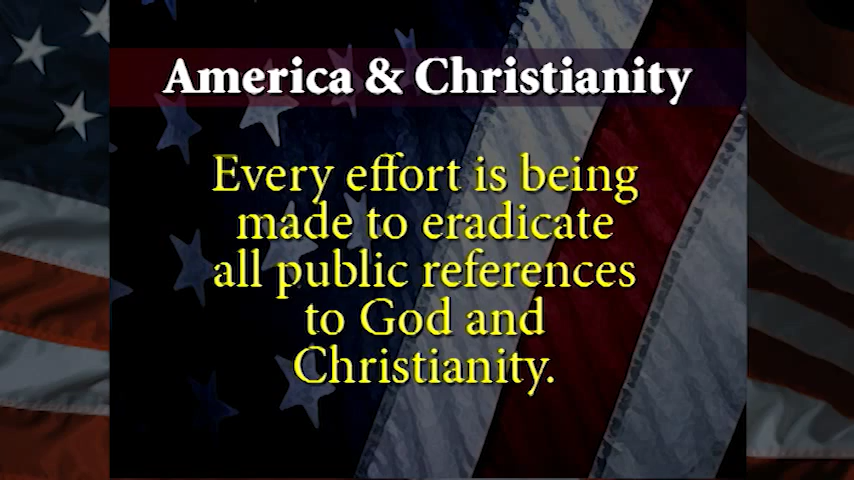 America & Christianity
Every effort is being
made to eradicate
all public references
to God and
Christianity.